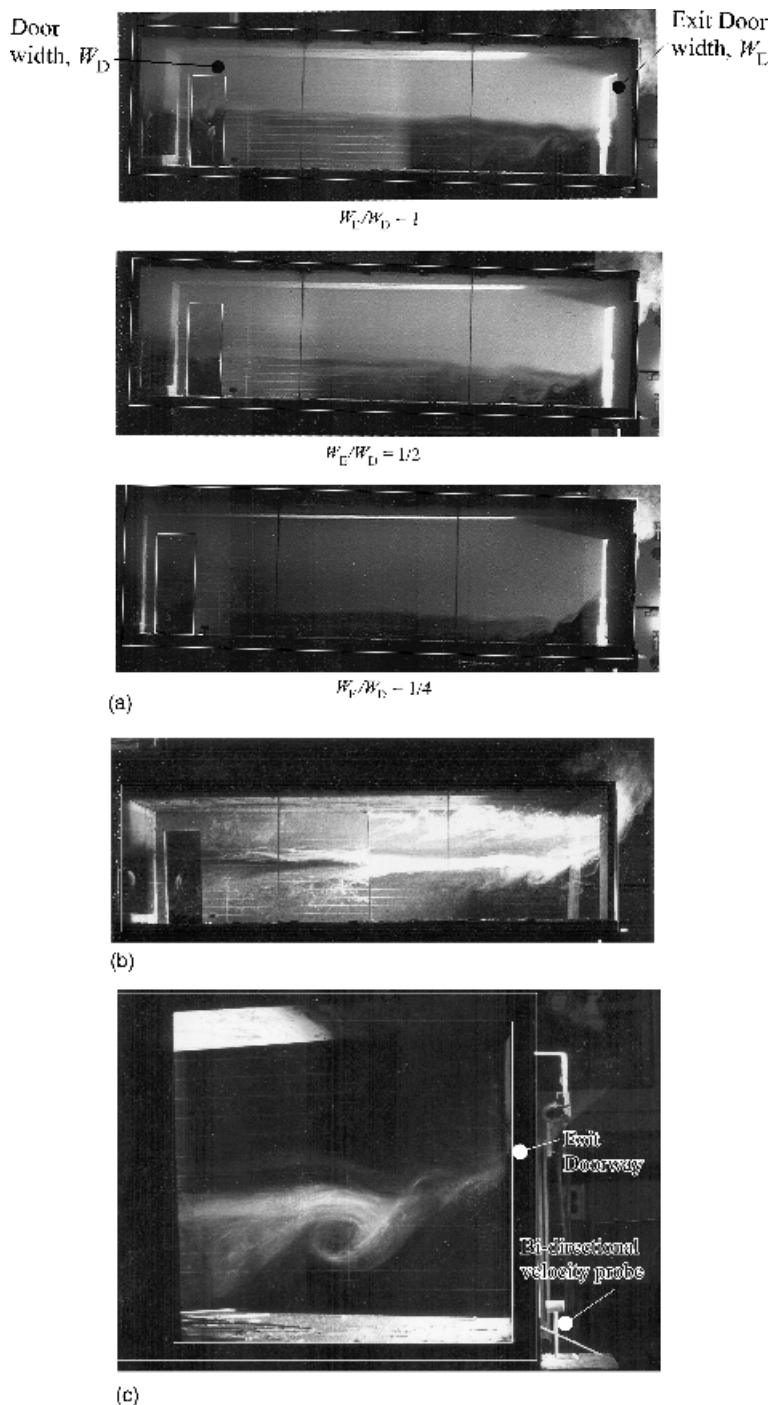 Door
width, W_D
Exit Door
width, W_E
W_E/W_D = 1
W_E/W_D = 1/2
W_E/W_D = 1/4
(a)
(b)
Exit
Doorway
Bi-directional
velocity probe
(c)